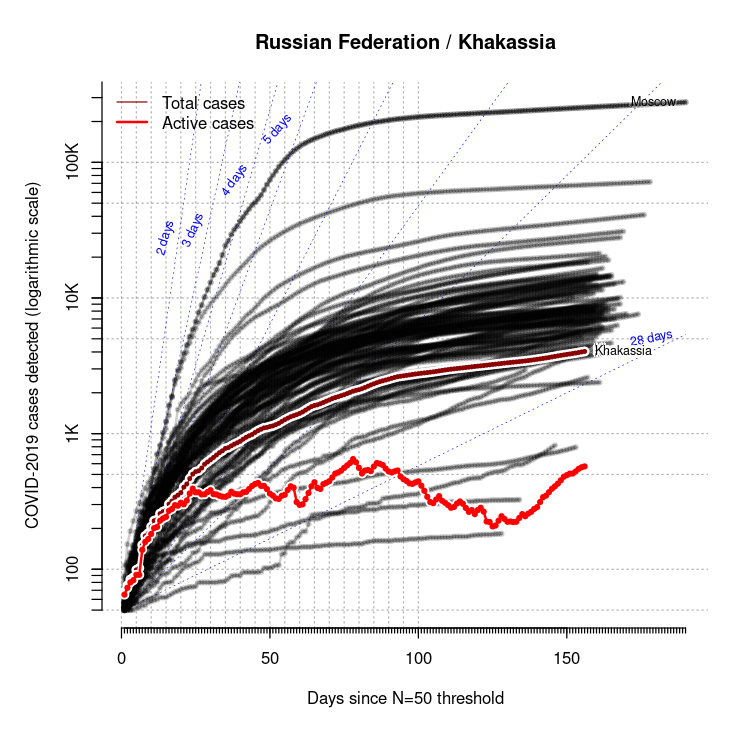 Russian Federation / Khakassia
Total cases
Active cases
Moscow
2 days
3 days
4 days
5 days
28 days
Khakassia
COVID-2019 cases detected (logarithmic scale)
100K
10K
1K
100
0
50
100
150
Days since N=50 threshold